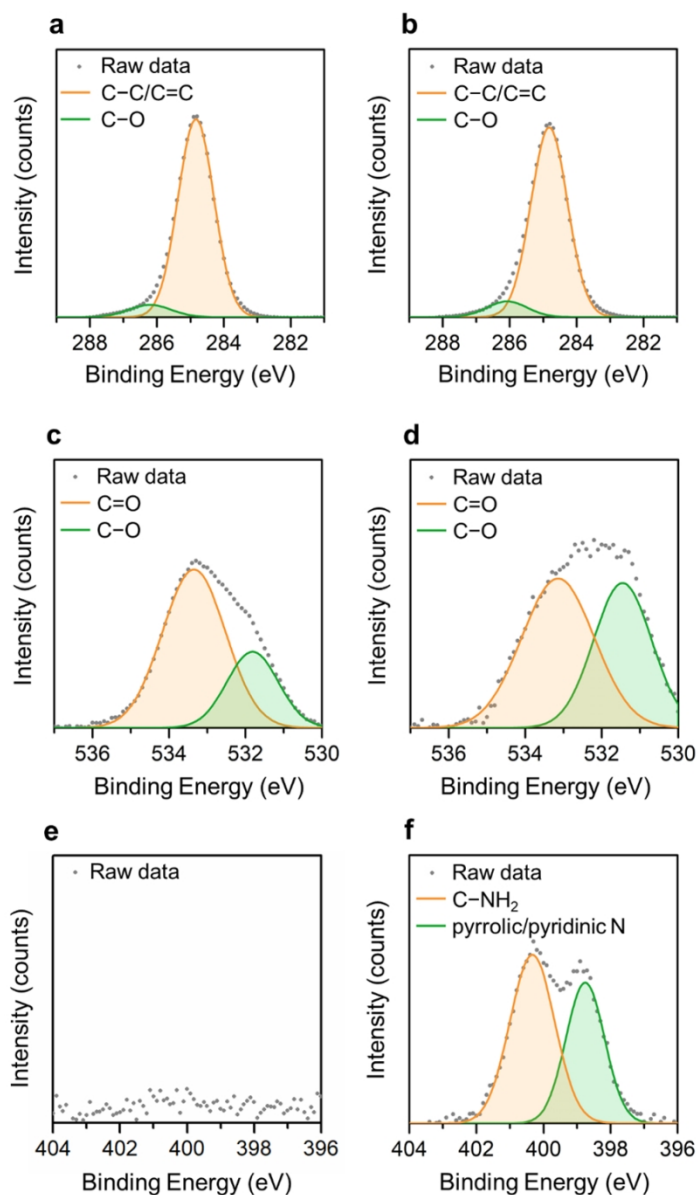 a
Raw data
C−C/C=C
C−O
Intensity (counts)
288 286 284 282
Binding Energy (eV)
b
Raw data
C−C/C=C
C−O
Intensity (counts)
288 286 284 282
Binding Energy (eV)
c
Raw data
C=O
C−O
Intensity (counts)
536 534 532 530
Binding Energy (eV)
d
Raw data
C=O
C−O
Intensity (counts)
536 534 532 530
Binding Energy (eV)
e
Raw data
Intensity (counts)
404 402 400 398 396
Binding Energy (eV)
f
Raw data
C−NH₂
pyrrolic/pyridinic N
Intensity (counts)
404 402 400 398 396
Binding Energy (eV)